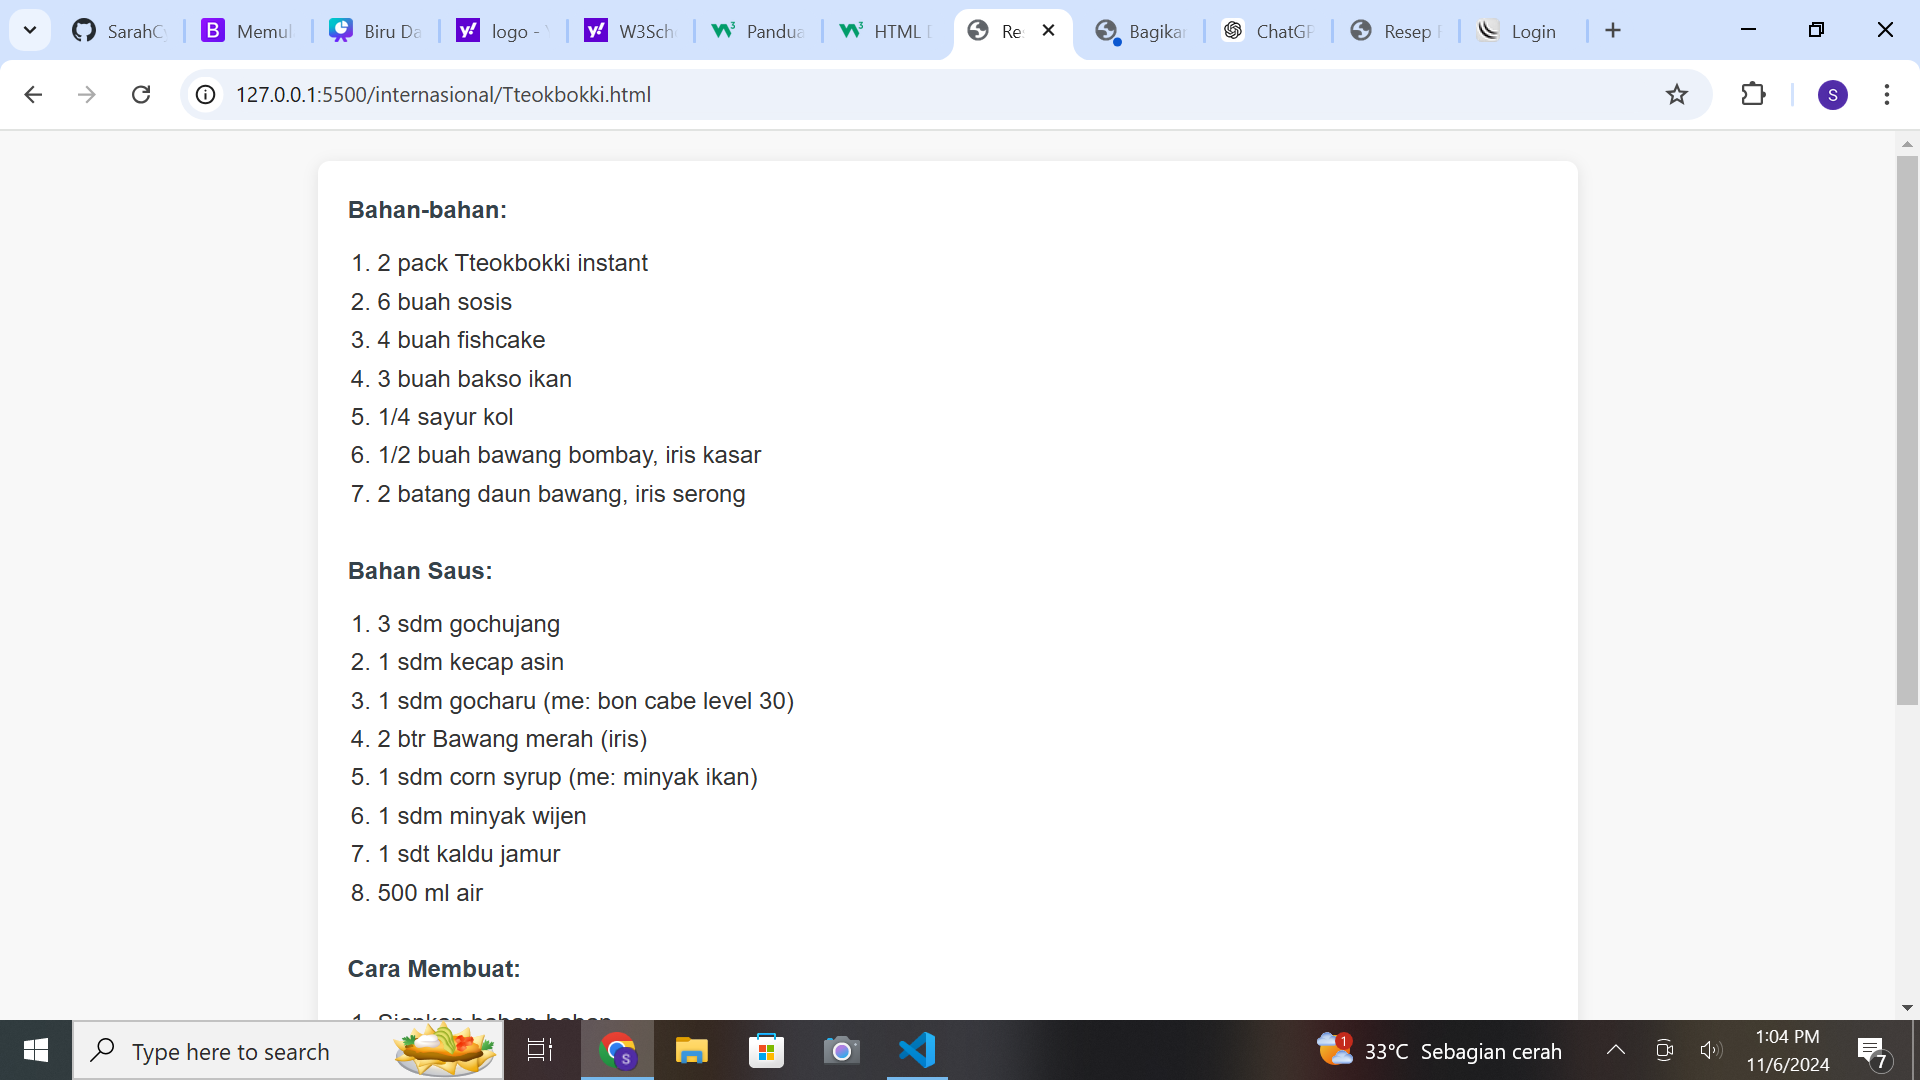 SarahC
Memul
Biru Da
logo - Y
W3Sch
Pandua
HTML D
Re
Bagikan
ChatGP
Resep F
Login
127.0.0.1:5500/internasional/Tteokbokki.html
S
Bahan-bahan:
1. 2 pack Tteokbokki instant
2. 6 buah sosis
3. 4 buah fishcake
4. 3 buah bakso ikan
5. 1/4 sayur kol
6. 1/2 buah bawang bombay, iris kasar
7. 2 batang daun bawang, iris serong
Bahan Saus:
1. 3 sdm gochujang
2. 1 sdm kecap asin
3. 1 sdm gocharu (me: bon cabe level 30)
4. 2 btr Bawang merah (iris)
5. 1 sdm corn syrup (me: minyak ikan)
6. 1 sdm minyak wijen
7. 1 sdt kaldu jamur
8. 500 ml air
Cara Membuat:
1. Siapkan bahan-bahan
Type here to search
S
1
33°C Sebagian cerah
1:04 PM
11/6/2024
7